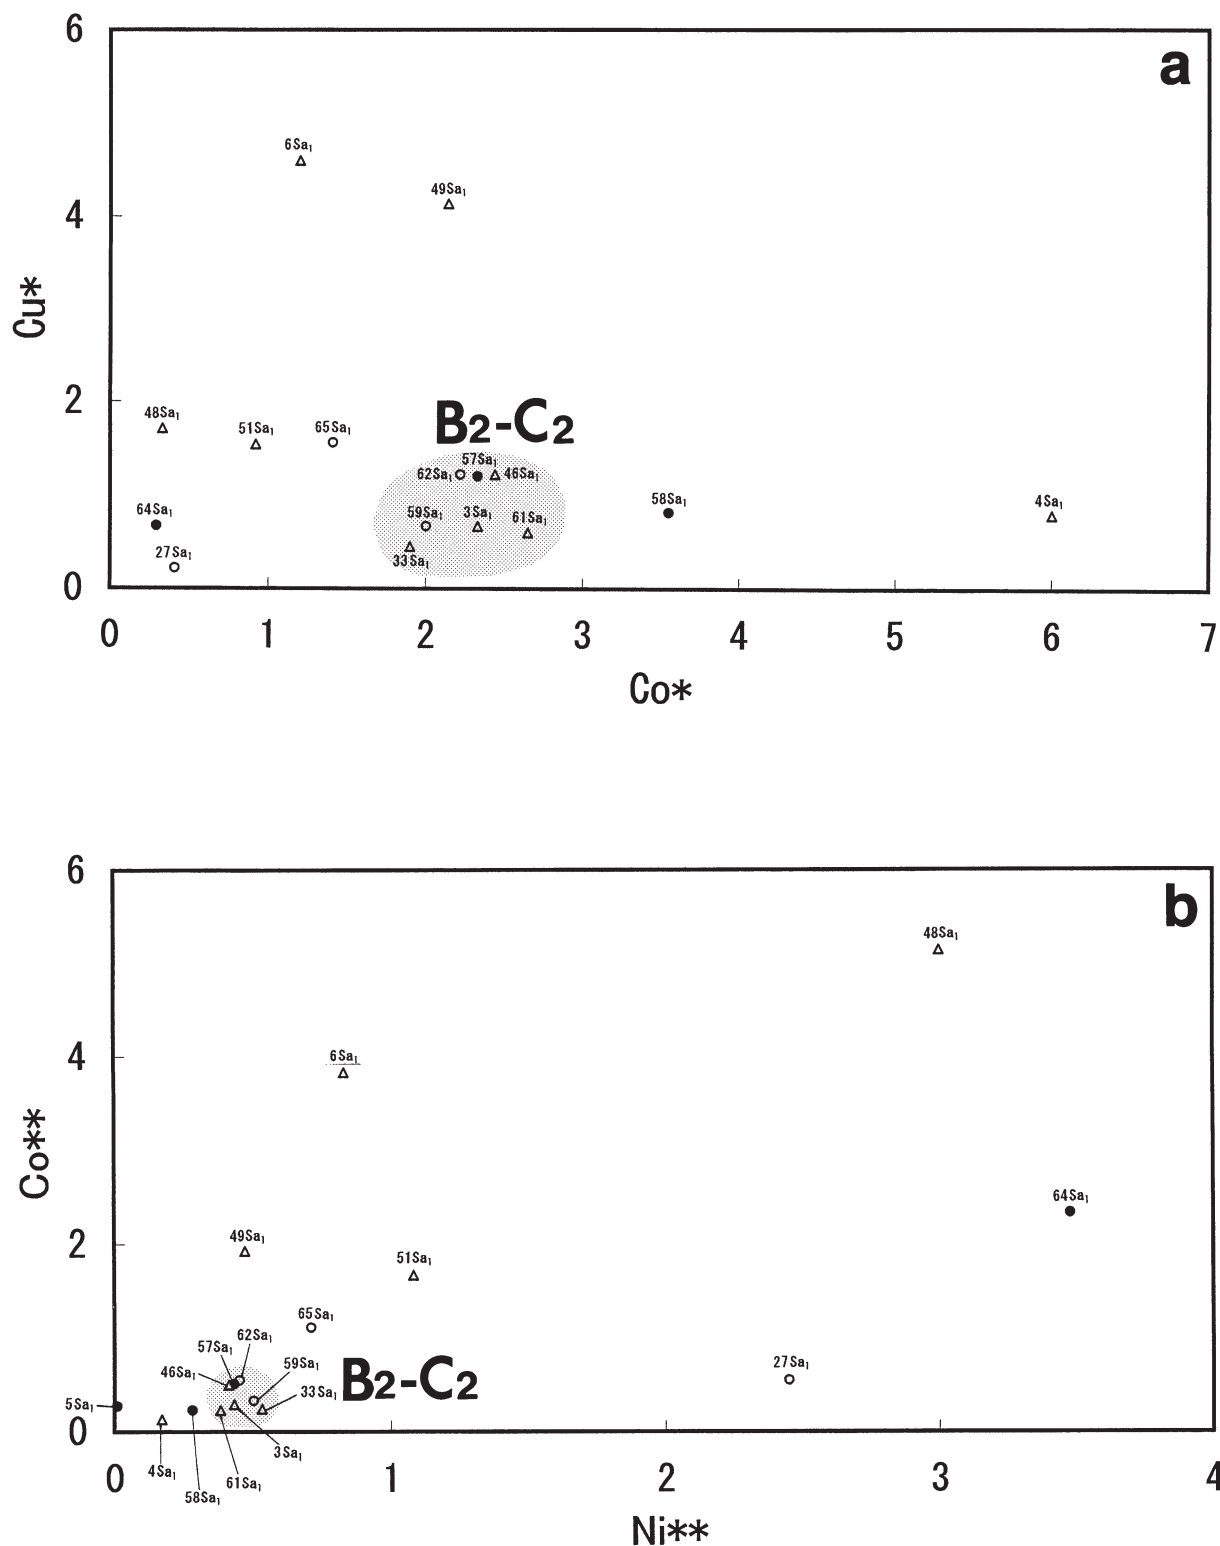 6
a
6Sa₁
49Sa₁
4
Cu*
2
48Sa₁
51Sa₁
65Sa₁
B₂-C₂
57Sa₁
62Sa₁
46Sa₁
64Sa₁
59Sa₁
3Sa₁
61Sa₁
58Sa₁
4Sa₁
27Sa₁
33Sa₁
0
0 1 2 3 4 5 6 7
Co*
6
b
48Sa₁
4
6Sa₁
Co**
64Sa₁
2
49Sa₁
51Sa₁
65Sa₁
62Sa₁
57Sa₁
59Sa₁
27Sa₁
46Sa₁
33Sa₁
B₂-C₂
5Sa₁
0
3Sa₁
4Sa₁
61Sa₁
58Sa₁
0 1 2 3 4
Ni**